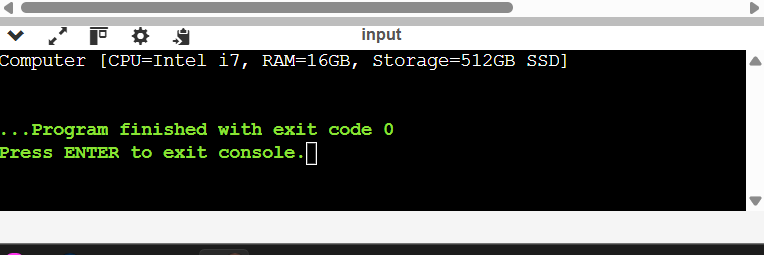 input
Computer [CPU=Intel i7, RAM=16GB, Storage=512GB SSD]
...Program finished with exit code 0
Press ENTER to exit console.